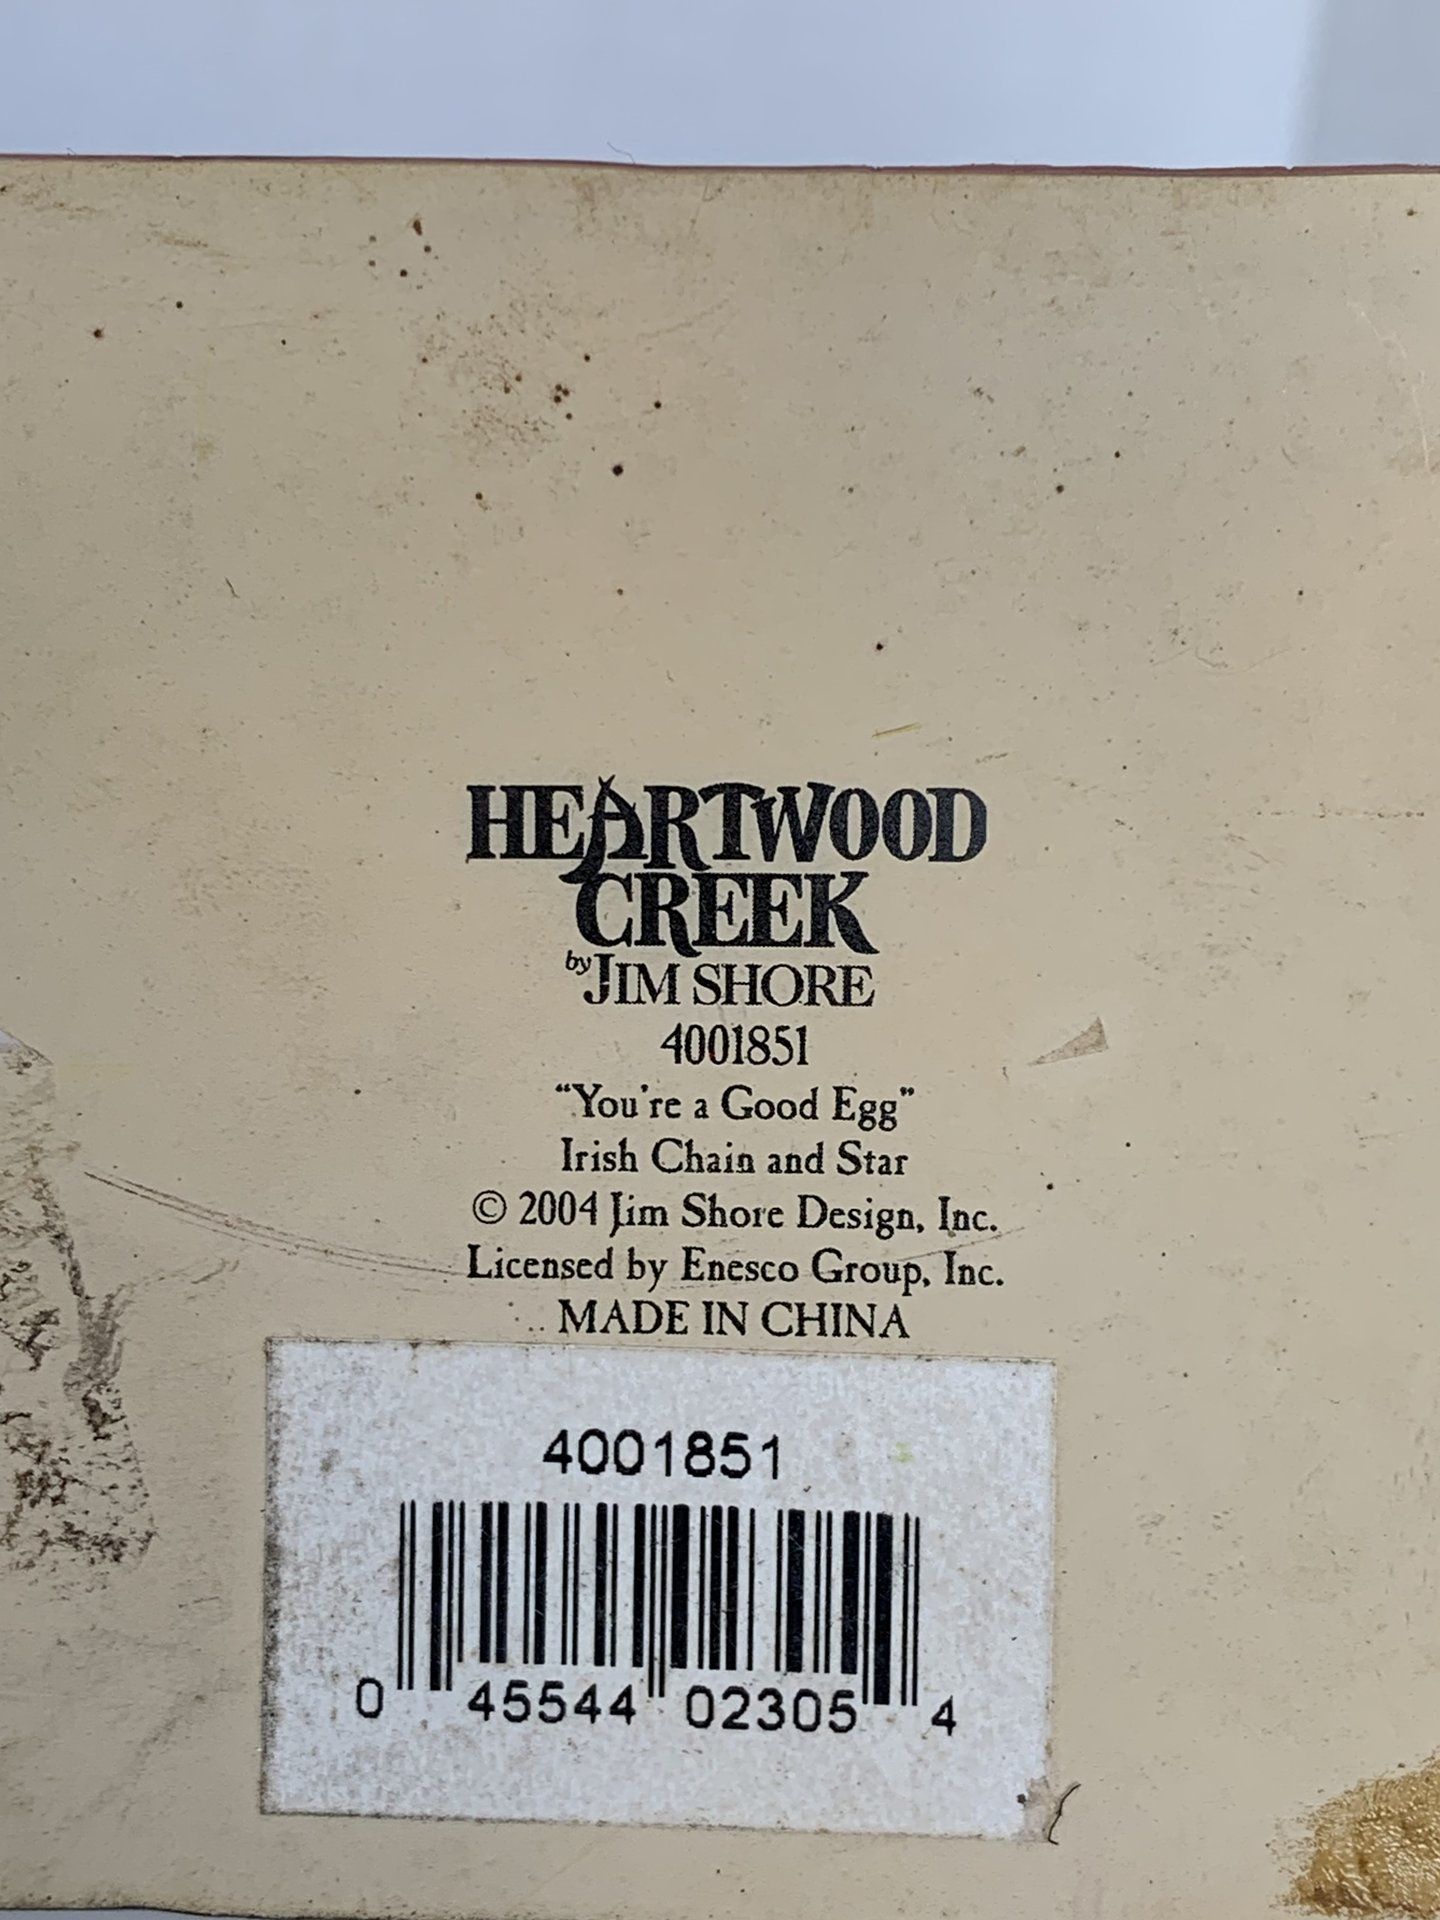 HEARTWOOD
CREEK
by JIM SHORE
4001851
“You're a Good Egg”
Irish Chain and Star
© 2004 Jim Shore Design, Inc.
Licensed by Enesco Group, Inc.
MADE IN CHINA
4001851
0 45544 02305 4